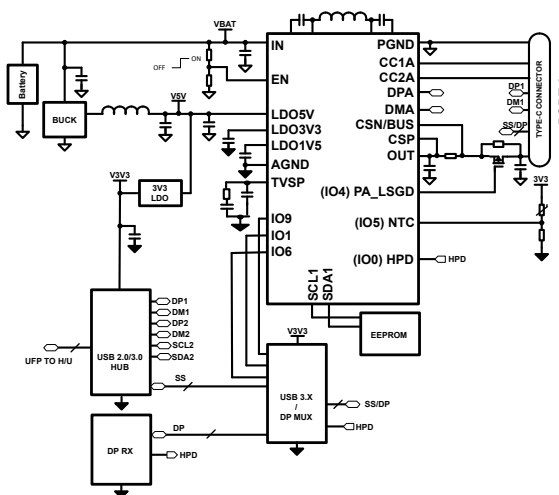 VBAT
IN
PGND
CC1A
OFF
ON
CC2A
Battery
EN
DPA
DP1
V5V
DMA
DM1
TYPE-C CONNECTOR
BUCK
CSN/BUS
SS/DP
LDO5V
CSP
LDO3V3
OUT
LDO1V5
AGND
V3V3
TVSP
(IO4) PA_LSGD
3V3
3V3
LDO
IO9
(IO5) NTC
IO1
IO6
(IO0) HPD
HPD
SCL1
SDA1
DP1
DM1
EEPROM
DP2
V3V3
DM2
UFP TO H/U
USB 2.0/3.0
HUB
SCL2
SDA2
SS
USB 3.X
/
DP MUX
SS/DP
DP
HPD
DP RX
HPD